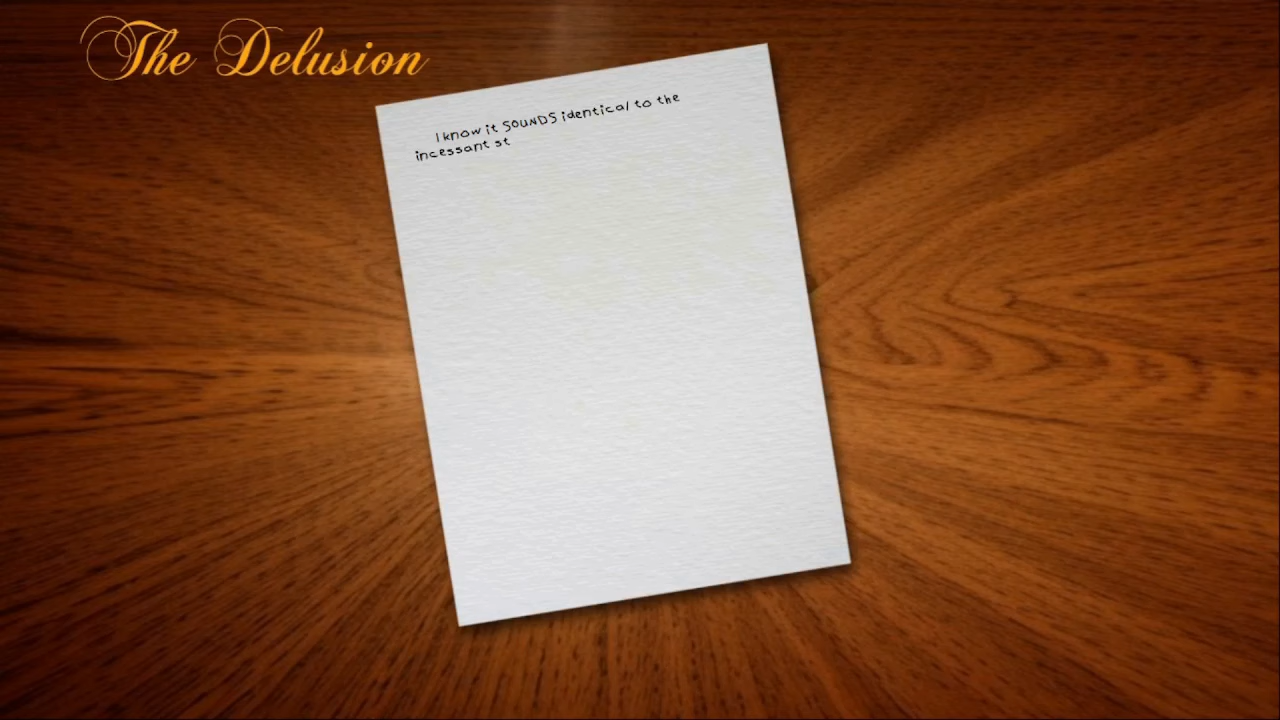 The Delusion
I know it SOUNDS identical to the
incessant st